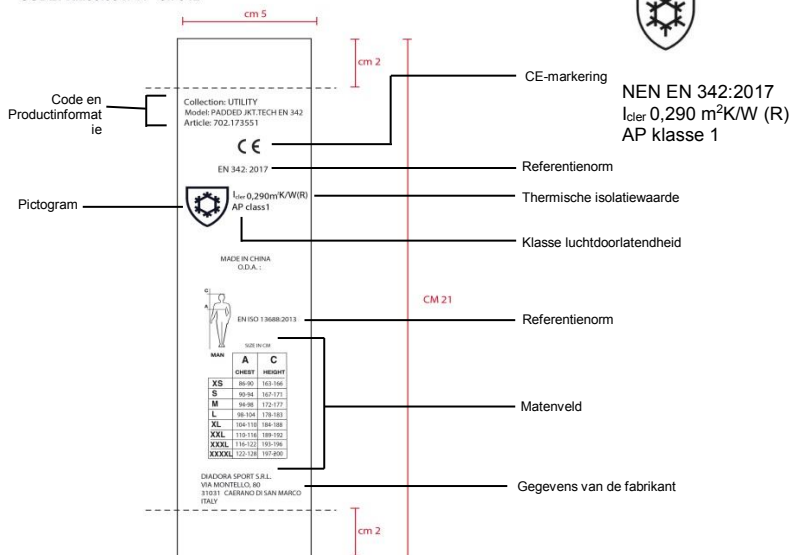 cm 5
cm 2
Code en
Productinformat
ie
Collection: UTILITY
Model: PADDED JKT.TECH EN 342
Article: 702.173551
CE
CE-markering
NEN EN 342:2017
Icler 0,290 m²K/W (R)
AP klasse 1
EN 342: 2017
Referentienorm
Pictogram
Icler 0,290m²K/W(R)
AP class1
Thermische isolatiewaarde
Klasse luchtdoorlatendheid
MADE IN CHINA
O.D.A. :
CM 21
C
A
EN ISO 13688:2013
Referentienorm
MAN
SIZE IN CM
A C
CHEST HEIGHT
XS 86-90 163-166
S 90-94 167-171
M 94-98 172-177
L 98-104 178-183
XL 104-110 184-188
XXL 110-116 189-192
XXXL 116-122 193-196
XXXXL 122-128 197-200
Matenveld
DIADORA SPORT S.R.L.
VIA MONTELLO, 80
31031 CAERANO DI SAN MARCO
ITALY
Gegevens van de fabrikant
cm 2